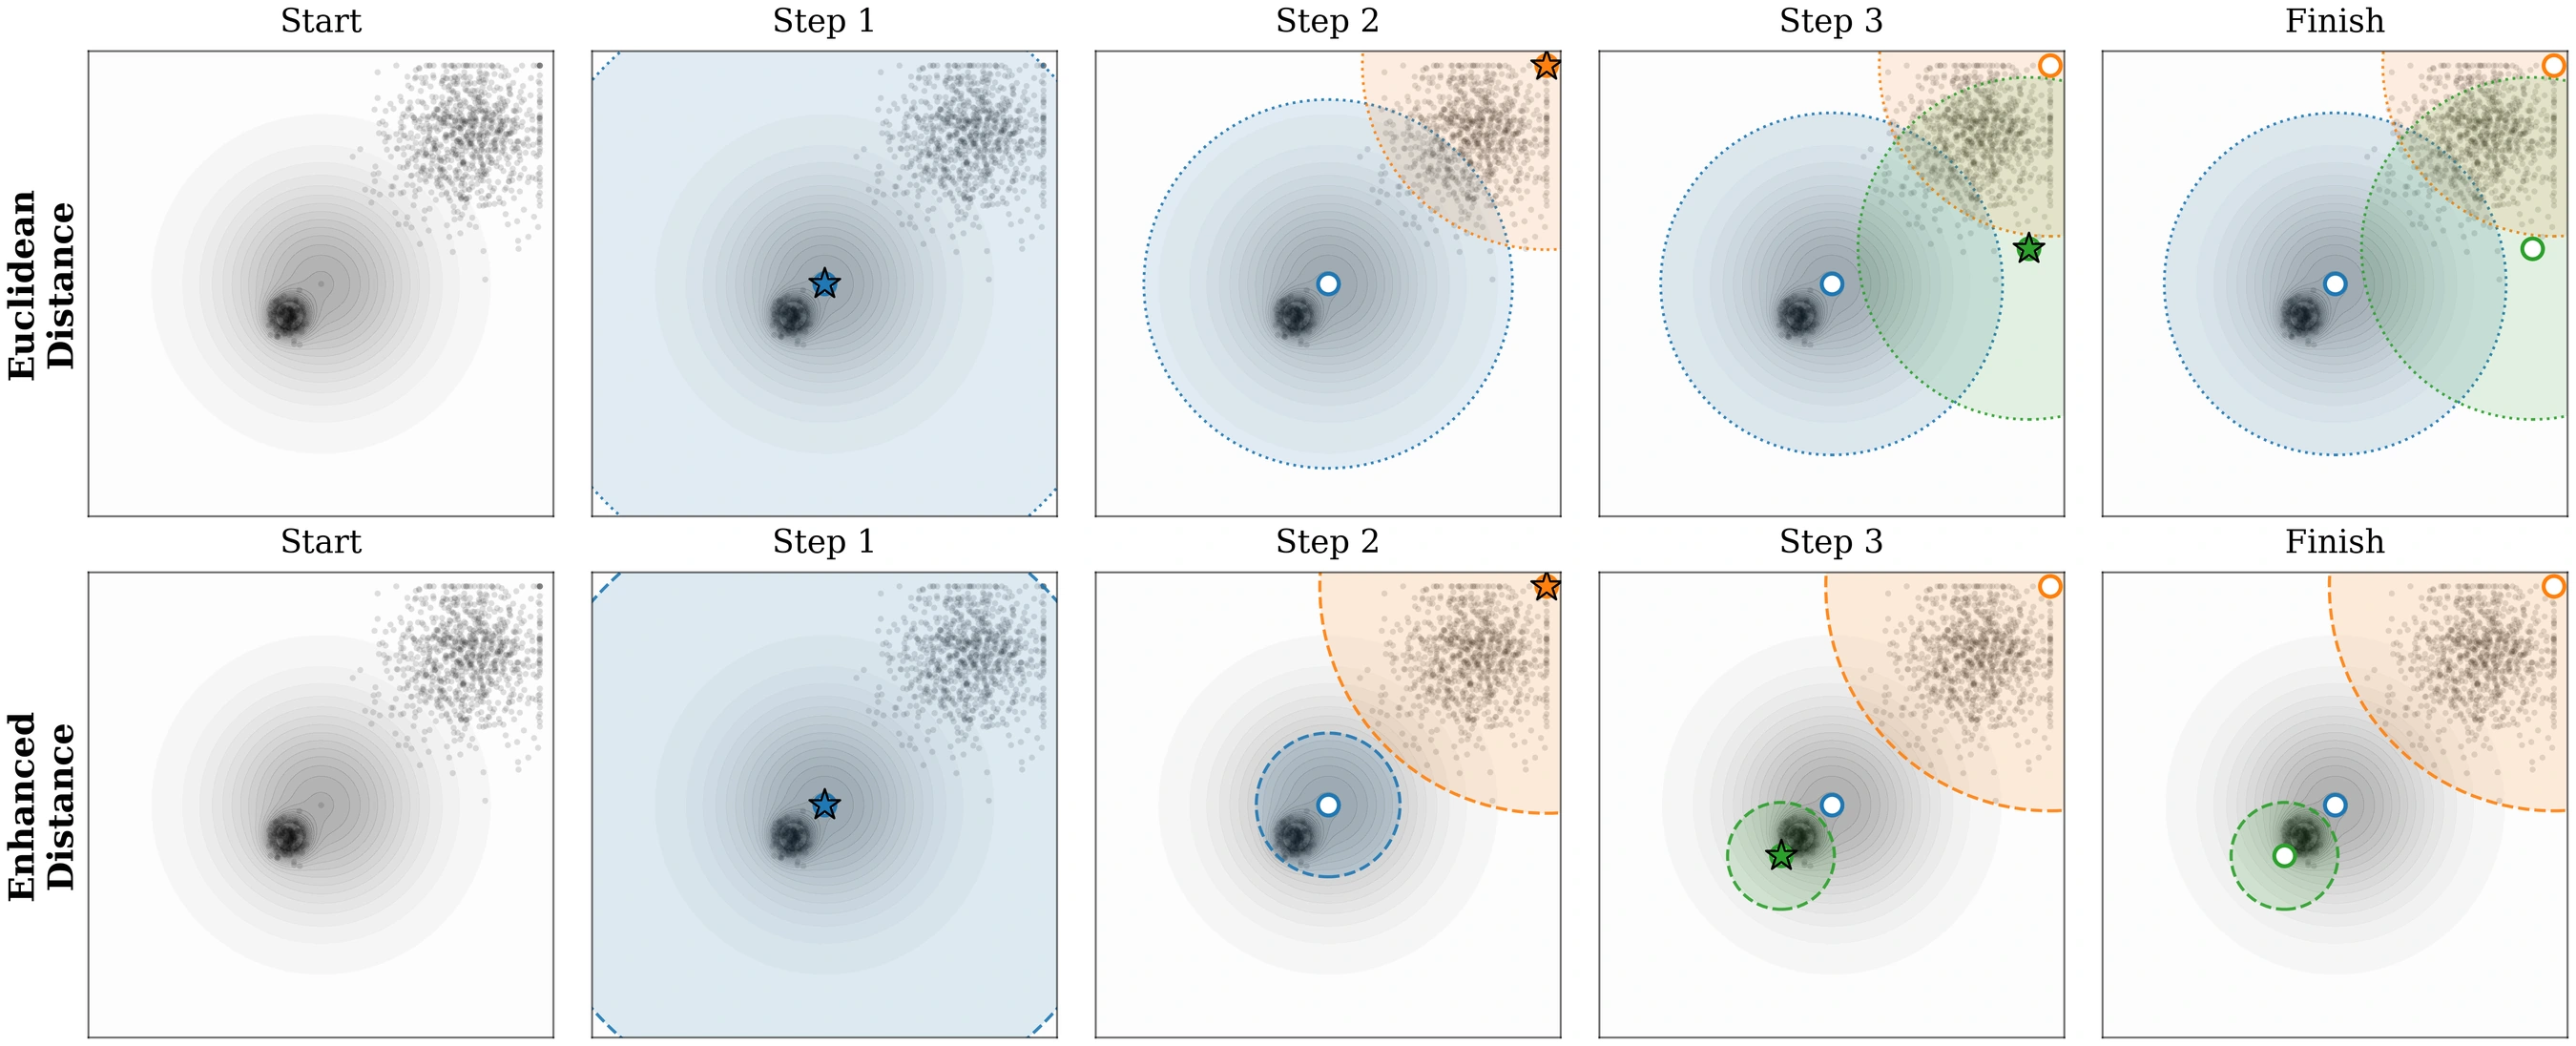 Start
Step 1
Step 2
Step 3
Finish
Euclidean
Distance
Start
Step 1
Step 2
Step 3
Finish
Enhanced
Distance